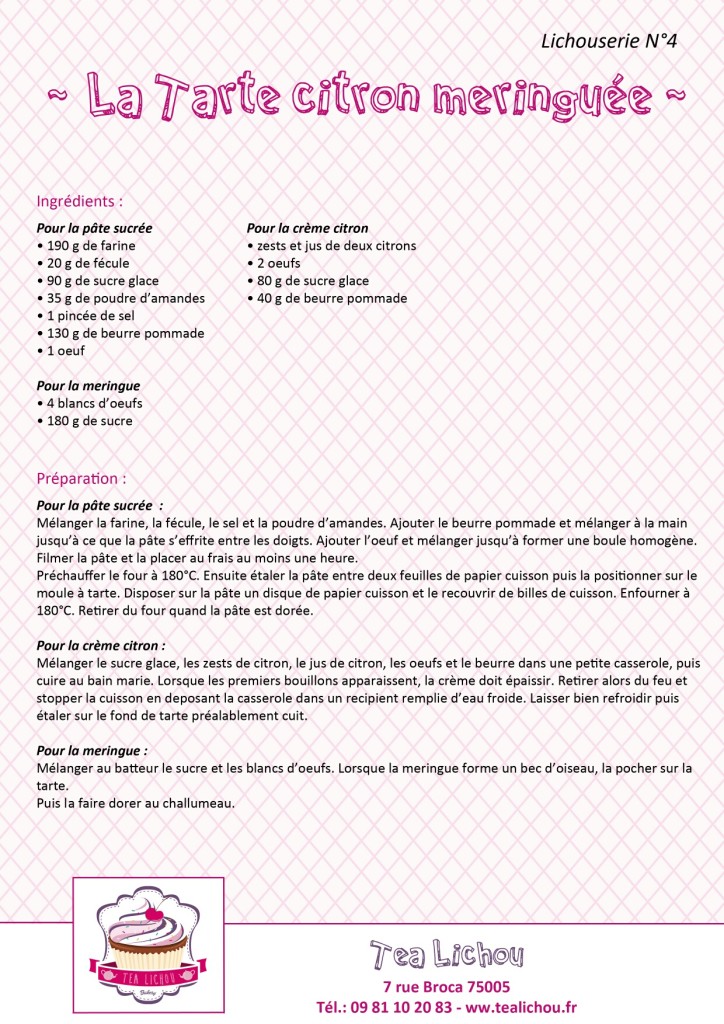 Lichouserie N°4
~ La Tarte citron meringuée ~
Ingrédients :
Pour la pâte sucrée
• 190 g de farine
• 20 g de fécule
• 90 g de sucre glace
• 35 g de poudre d'amandes
• 1 pincée de sel
• 130 g de beurre pommade
• 1 oeuf
Pour la crème citron
• zests et jus de deux citrons
• 2 oeufs
• 80 g de sucre glace
• 40 g de beurre pommade
Pour la meringue
• 4 blancs d'oeufs
• 180 g de sucre
Préparation :
Pour la pâte sucrée :
Mélanger la farine, la fécule, le sel et la poudre d'amandes. Ajouter le beurre pommade et mélanger à la main
jusqu'à ce que la pâte s'effrite entre les doigts. Ajouter l'oeuf et mélanger jusqu'à former une boule homogène.
Filmer la pâte et la placer au frais au moins une heure.
Préchauffer le four à 180°C. Ensuite étaler la pâte entre deux feuilles de papier cuisson puis la positionner sur le
moule à tarte. Disposer sur la pâte un disque de papier cuisson et le recouvrir de billes de cuisson. Enfourner à
180°C. Retirer du four quand la pâte est dorée.
Pour la crème citron :
Mélanger le sucre glace, les zests de citron, le jus de citron, les oeufs et le beurre dans une petite casserole, puis
cuire au bain marie. Lorsque les premiers bouillons apparaissent, la crème doit épaissir. Retirer alors du feu et
stopper la cuisson en deposant la casserole dans un recipient remplie d'eau froide. Laisser bien refroidir puis
étaler sur le fond de tarte préalablement cuit.
Pour la meringue :
Mélanger au batteur le sucre et les blancs d'oeufs. Lorsque la meringue forme un bec d'oiseau, la pocher sur la
tarte.
Puis la faire dorer au challumeau.
TEA LICHOU
Tea Lichou
7 rue Broca 75005
Tél.: 09 81 10 20 83 - www.tealichou.fr